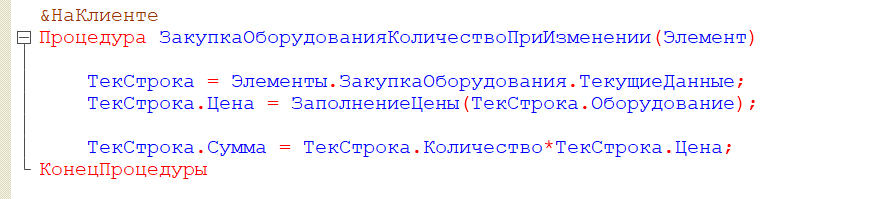 &НаКлиенте
Процедура ЗакупкаОборудованияКоличествоПриИзменении(Элемент)
ТекСтрока = Элементы.ЗакупкаОборудования.ТекущиеДанные;
ТекСтрока.Цена = ЗаполнениеЦены(ТекСтрока.Оборудование);
ТекСтрока.Сумма = ТекСтрока.Количество*ТекСтрока.Цена;
КонецПроцедуры